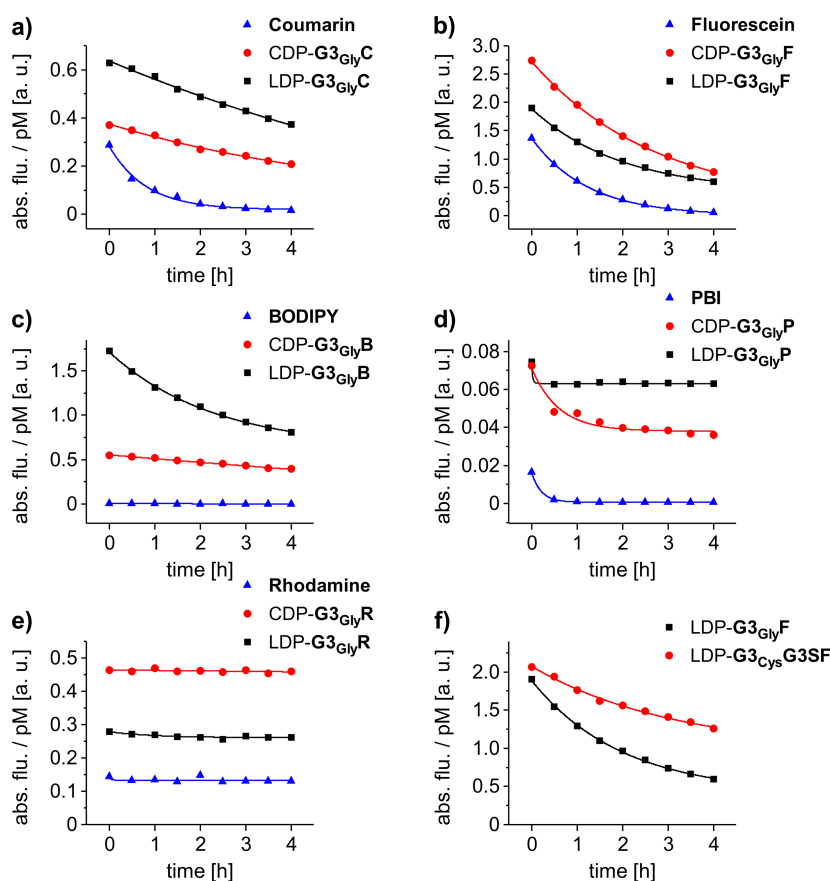 a)
Coumarin
CDP-G3GlyC
LDP-G3GlyC
abs. flu. / pM [a. u.]
0.6
0.4
0.2
0
0 1 2 3 4
time [h]
b)
Fluorescein
CDP-G3GlyF
LDP-G3GlyF
abs. flu. / pM [a. u.]
3.0
2.5
2.0
1.5
1.0
0.5
0.0
0 1 2 3 4
time [h]
c)
BODIPY
CDP-G3GlyB
LDP-G3GlyB
abs. flu. / pM [a. u.]
1.5
1.0
0.5
0
0 1 2 3 4
time [h]
d)
PBI
CDP-G3GlyP
LDP-G3GlyP
abs. flu. / pM [a. u.]
0.08
0.06
0.04
0.02
0
0 1 2 3 4
time [h]
e)
Rhodamine
CDP-G3GlyR
LDP-G3GlyR
abs. flu. / pM [a. u.]
0.5
0.4
0.3
0.2
0.1
0
0 1 2 3 4
time [h]
f)
LDP-G3GlyF
LDP-G3CysG3SF
abs. flu. / pM [a. u.]
2.0
1.5
1.0
0.5
0
0 1 2 3 4
time [h]